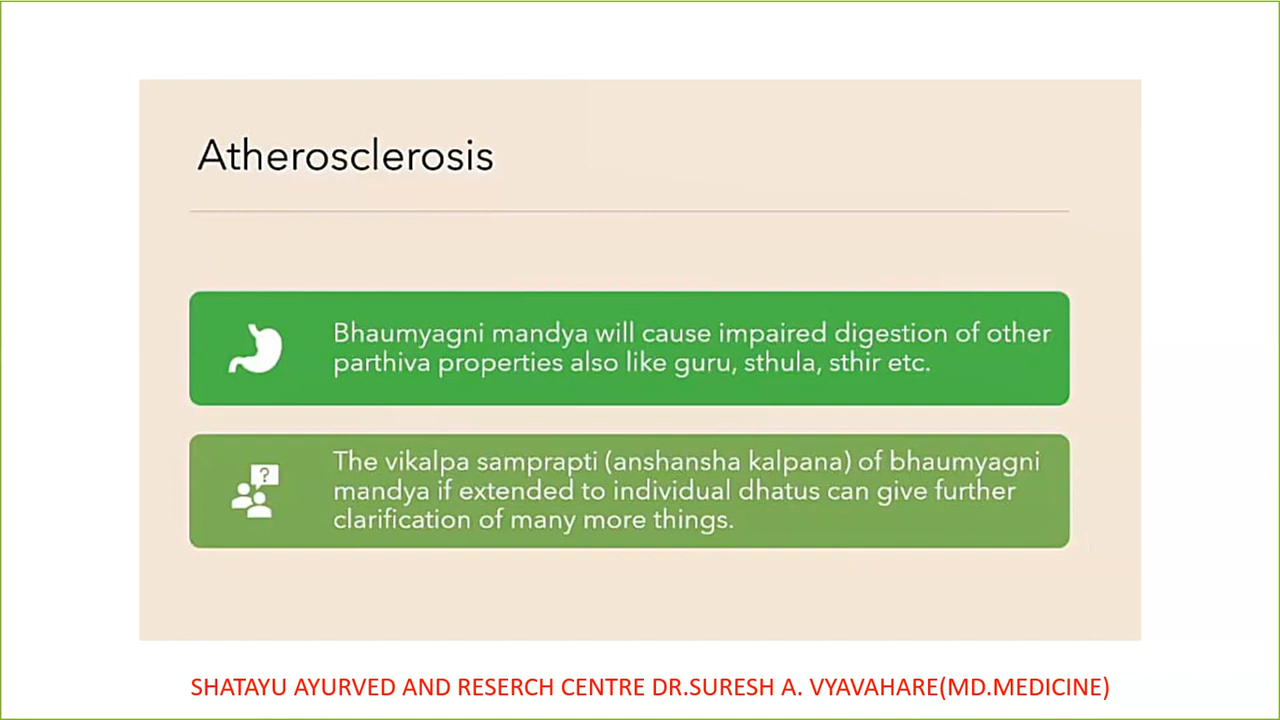 Atherosclerosis
Bhaumyagni mandya will cause impaired digestion of other
parthiva properties also like guru, sthula, sthir etc.
?
The vikalpa samprapti (anshansha kalpana) of bhaumyagni
mandya if extended to individual dhatus can give further
clarification of many more things.
SHATAYU AYURVED AND RESERCH CENTRE DR.SURESH A. VYAVAHARE(MD.MEDICINE)